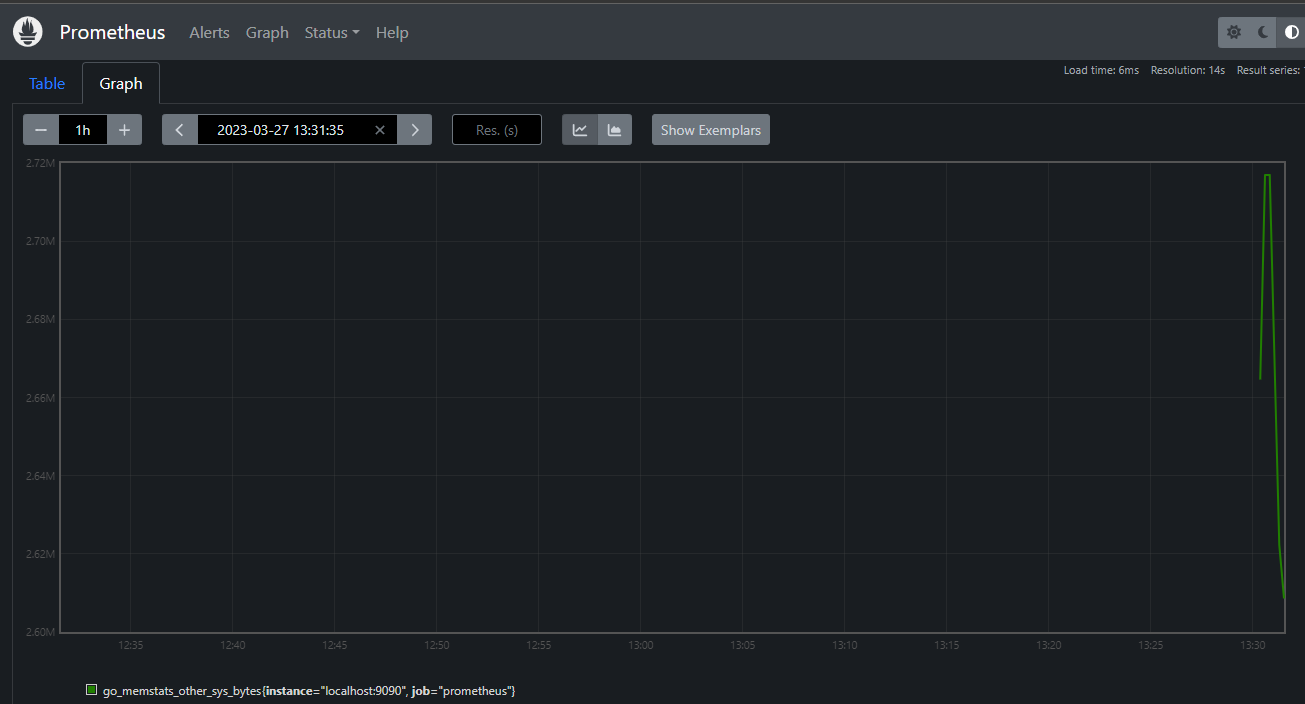 Prometheus Alerts Graph Status Help
Load time: 6ms Resolution: 14s Result series:
Table Graph
1h 2023-03-27 13:31:35 Res. (s) Show Exemplars
2.72M
2.70M
2.68M
2.66M
2.64M
2.62M
2.60M
12:35 12:40 12:45 12:50 12:55 13:00 13:05 13:10 13:15 13:20 13:25 13:30
go_memstats_other_sys_bytes{instance="localhost:9090", job="prometheus"}